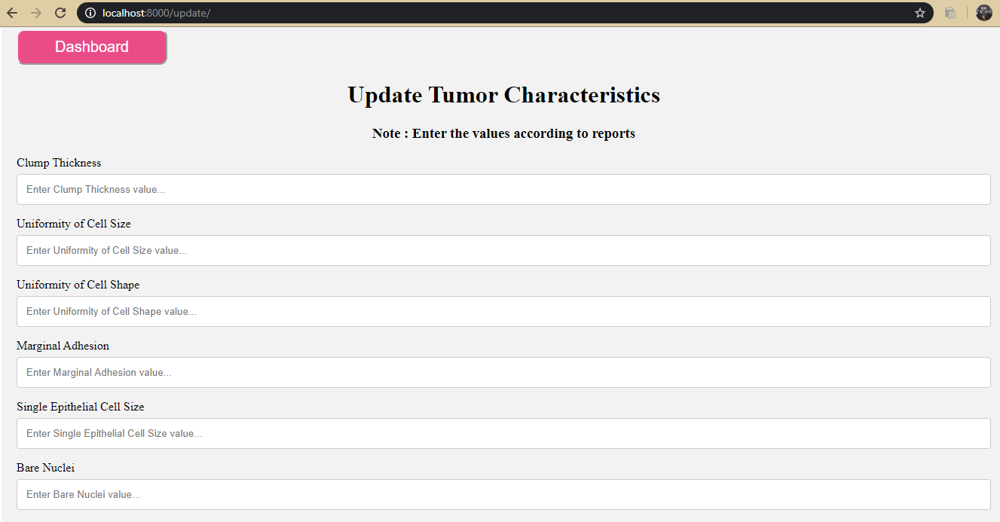 localhost:8000/update/
Dashboard
Update Tumor Characteristics
Note : Enter the values according to reports
Clump Thickness
Enter Clump Thickness value...
Uniformity of Cell Size
Enter Uniformity of Cell Size value...
Uniformity of Cell Shape
Enter Uniformity of Cell Shape value...
Marginal Adhesion
Enter Marginal Adhesion value...
Single Epithelial Cell Size
Enter Single Epithelial Cell Size value...
Bare Nuclei
Enter Bare Nuclei value...